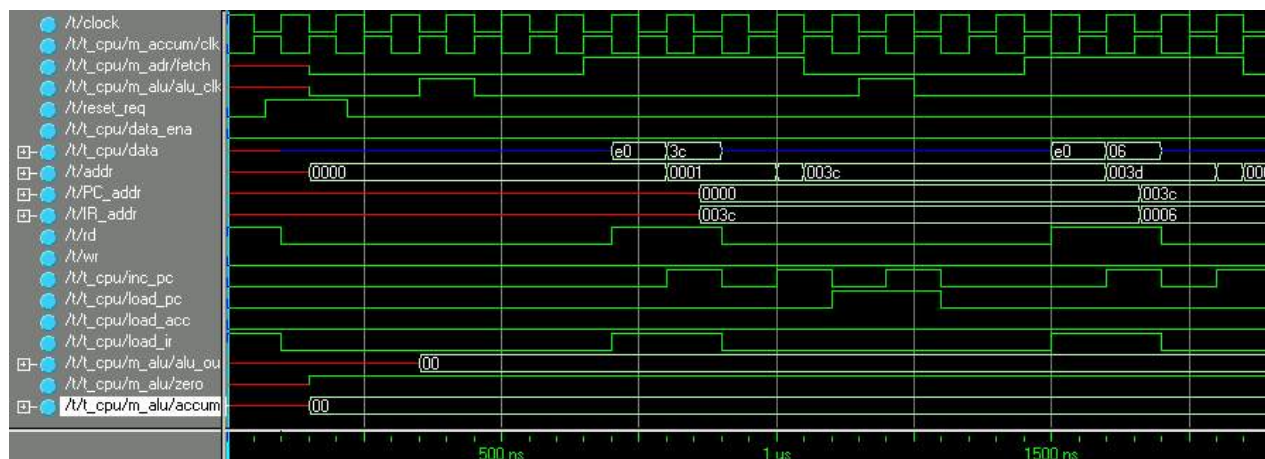 /t/clock
/t/t_cpu/m_accum/clk
/t/t_cpu/m_adr/fetch
/t/t_cpu/m_alu/alu_clk
/t/reset_req
/t/t_cpu/data_ena
/t/t_cpu/data e0 3c e0 06
/t/addr 0000 0001 003c 003d 000
/t/PC_addr 0000 003c
/t/IR_addr 003c 0006
/t/rd
/t/wr
/t/t_cpu/inc_pc
/t/t_cpu/load_pc
/t/t_cpu/load_acc
/t/t_cpu/load_ir
/t/t_cpu/m_alu/alu_ou 00
/t/t_cpu/m_alu/zero
/t/t_cpu/m_alu/accum 00
500 ns 1 us 1500 ns